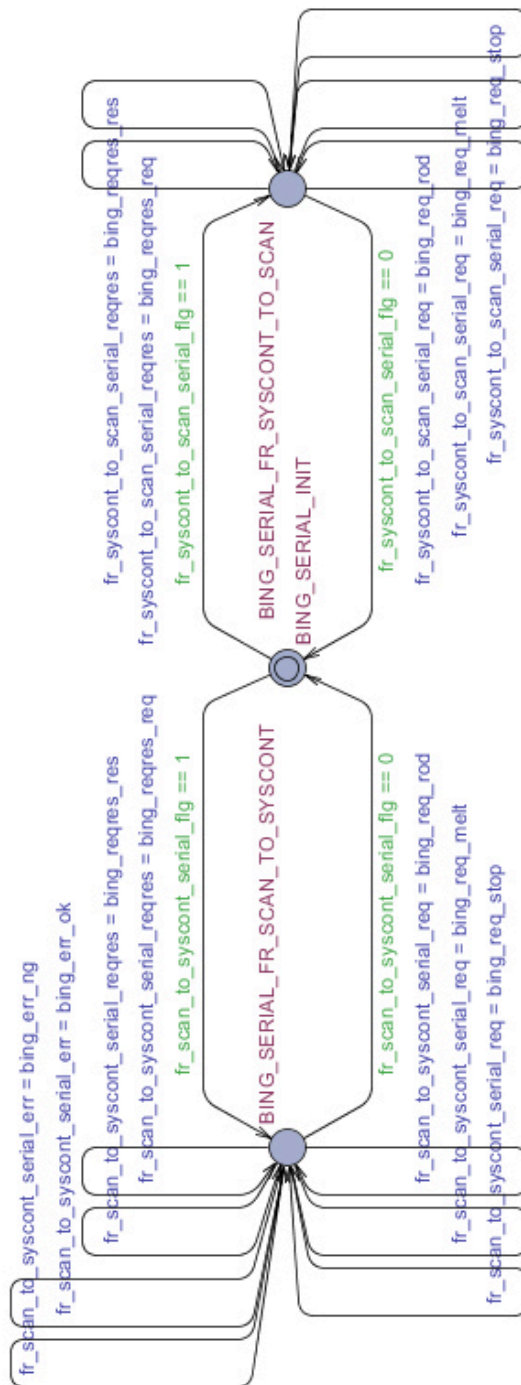 fr_scan_to_syscont_serial_err = bing_err_ng
fr_scan_to_syscont_serial_err = bing_err_ok
fr_scan_to_syscont_serial_reqres = bing_reqres_res
fr_syscont_to_scan_serial_reqres = bing_reqres_res
fr_scan_to_syscont_serial_reqres = bing_reqres_req
fr_syscont_to_scan_serial_reqres = bing_reqres_req
fr_scan_to_syscont_serial_flg == 1
fr_syscont_to_scan_serial_flg == 1
BING_SERIAL_FR_SCAN_TO_SYSCONT
BING_SERIAL_FR_SYSCONT_TO_SCAN
BING_SERIAL_INIT
fr_scan_to_syscont_serial_flg == 0
fr_syscont_to_scan_serial_flg == 0
fr_scan_to_syscont_serial_req = bing_req_rod
fr_syscont_to_scan_serial_req = bing_req_rod
fr_scan_to_syscont_serial_req = bing_req_melt
fr_syscont_to_scan_serial_req = bing_req_melt
fr_scan_to_syscont_serial_req = bing_req_stop
fr_syscont_to_scan_serial_req = bing_req_stop